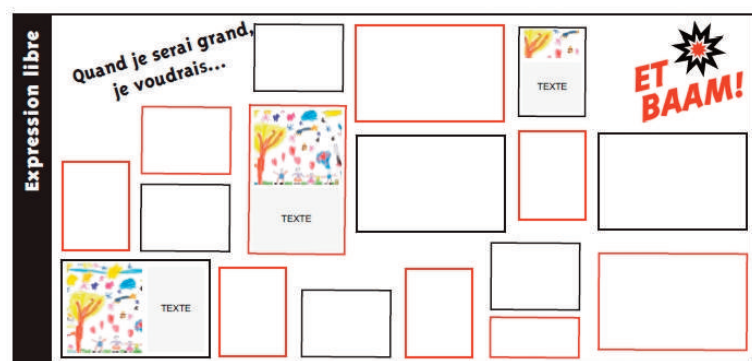 Expression libre
Quand je serai grand,
je voudrais...
TEXTE
ET
BAAM!
TEXTE
TEXTE